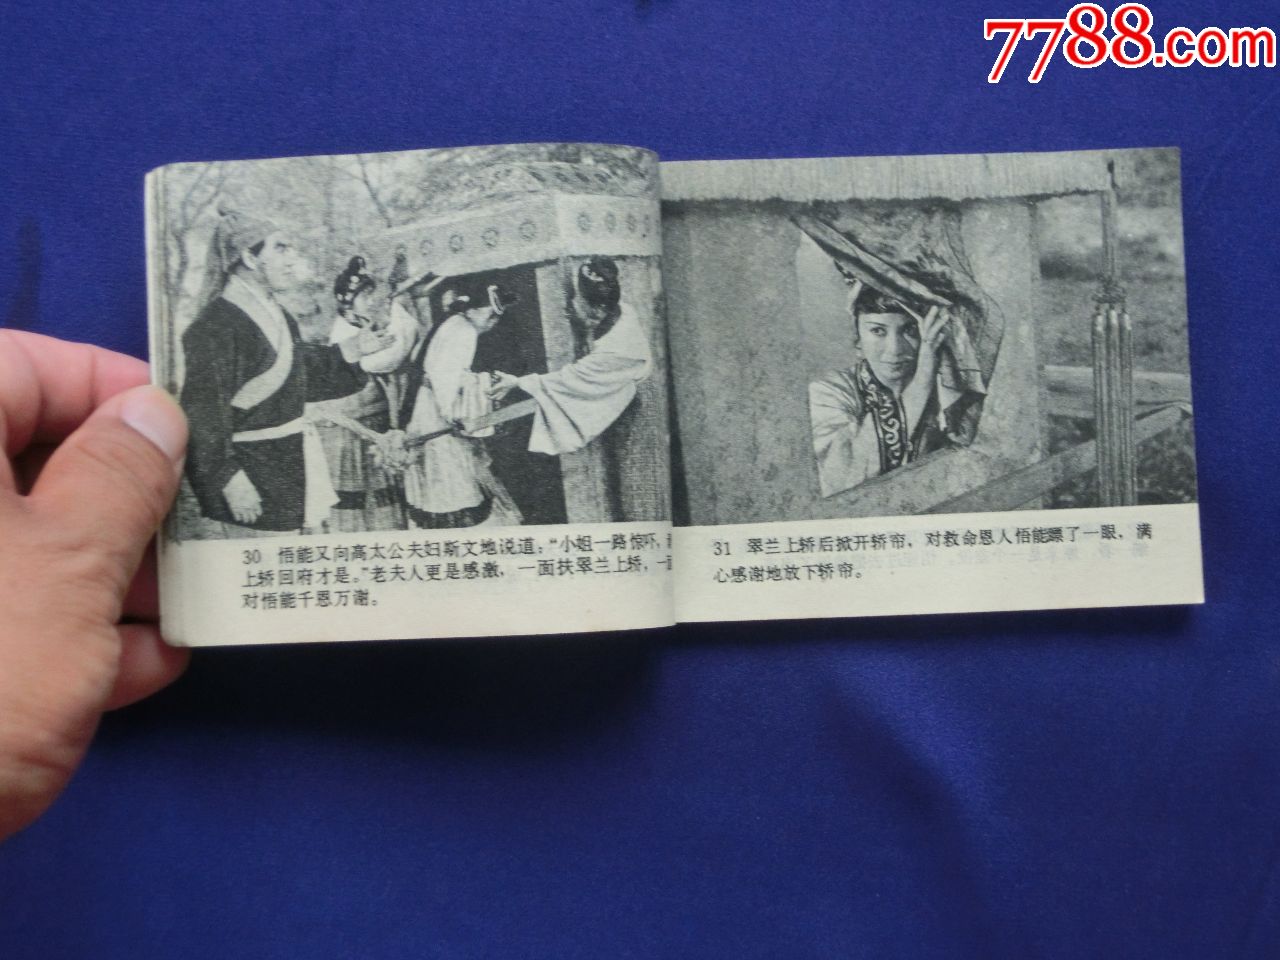 7788.com
30 悟能又向高太公夫妇斯文地说道：“小姐一路惊吓，
上轿回府才是。”老夫人更是感激，一面扶翠兰上轿，一
对悟能千恩万谢。
31 翠兰上轿后掀开轿帘，对救命恩人悟能瞟了一眼，满
心感谢地放下轿帘。